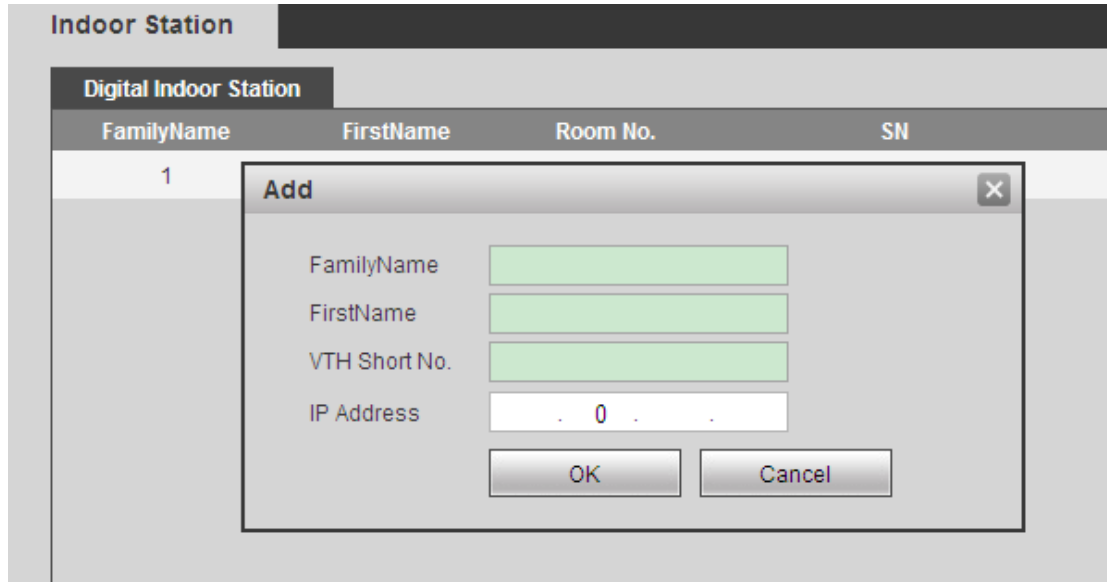 Indoor Station
Digital Indoor Station
FamilyName FirstName Room No. SN
1
Add
FamilyName
FirstName
VTH Short No.
IP Address . 0 . .
OK Cancel